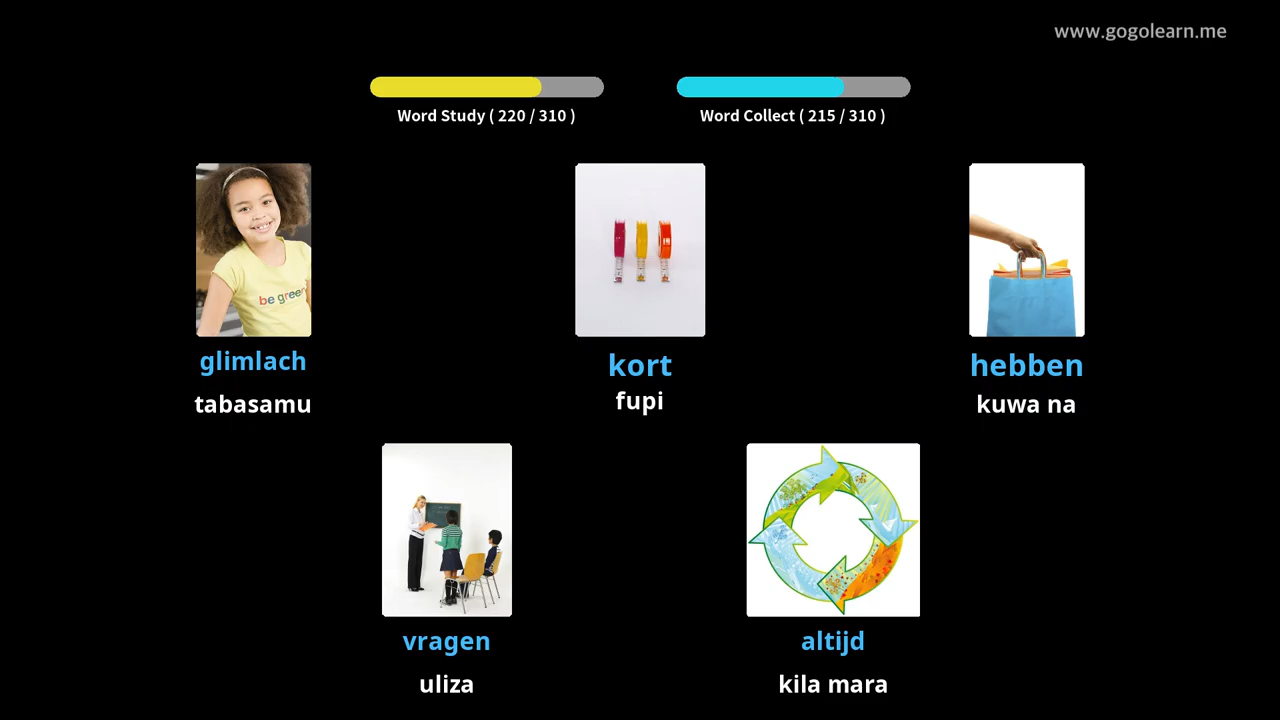 www.gogolearn.me
Word Study ( 220 / 310 )
Word Collect ( 215 / 310 )
be green
glimlach
kort
hebben
tabasamu
fupi
kuwa na
vragen
altijd
uliza
kila mara